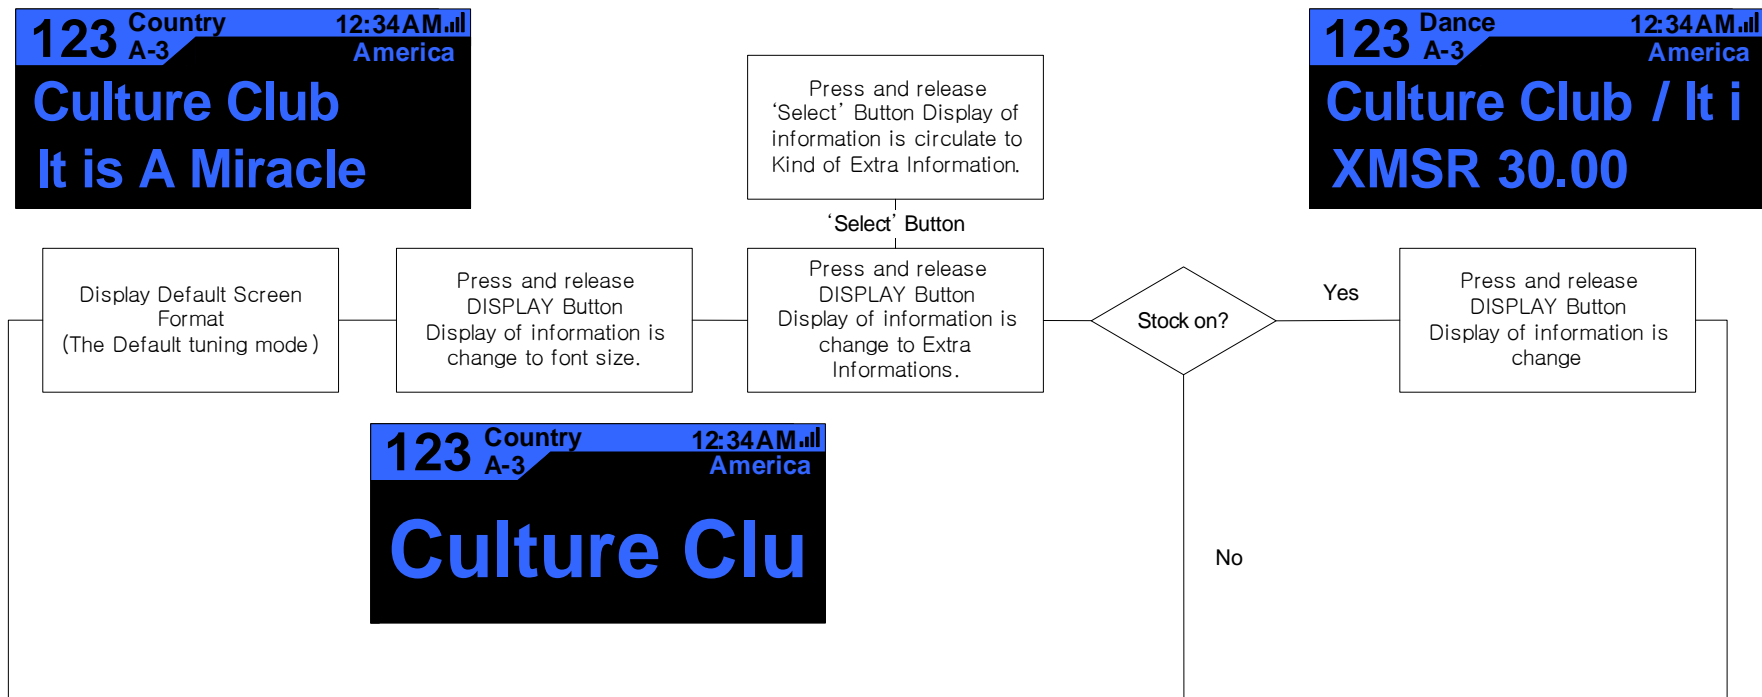 123 Country 12:34AM
A-3 America
Culture Club
It is A Miracle
Press and release
‘Select’ Button Display of
information is circulate to
Kind of Extra Information.
123 Dance 12:34AM
A-3 America
Culture Club / It i
XMSR 30.00
‘Select’ Button
Display Default Screen
Format
(The Default tuning mode)
Press and release
DISPLAY Button
Display of information is
change to font size.
Press and release
DISPLAY Button
Display of information is
change to Extra
Informations.
Stock on?
Yes
Press and release
DISPLAY Button
Display of information is
change
123 Country 12:34AM
A-3 America
Culture Clu
No